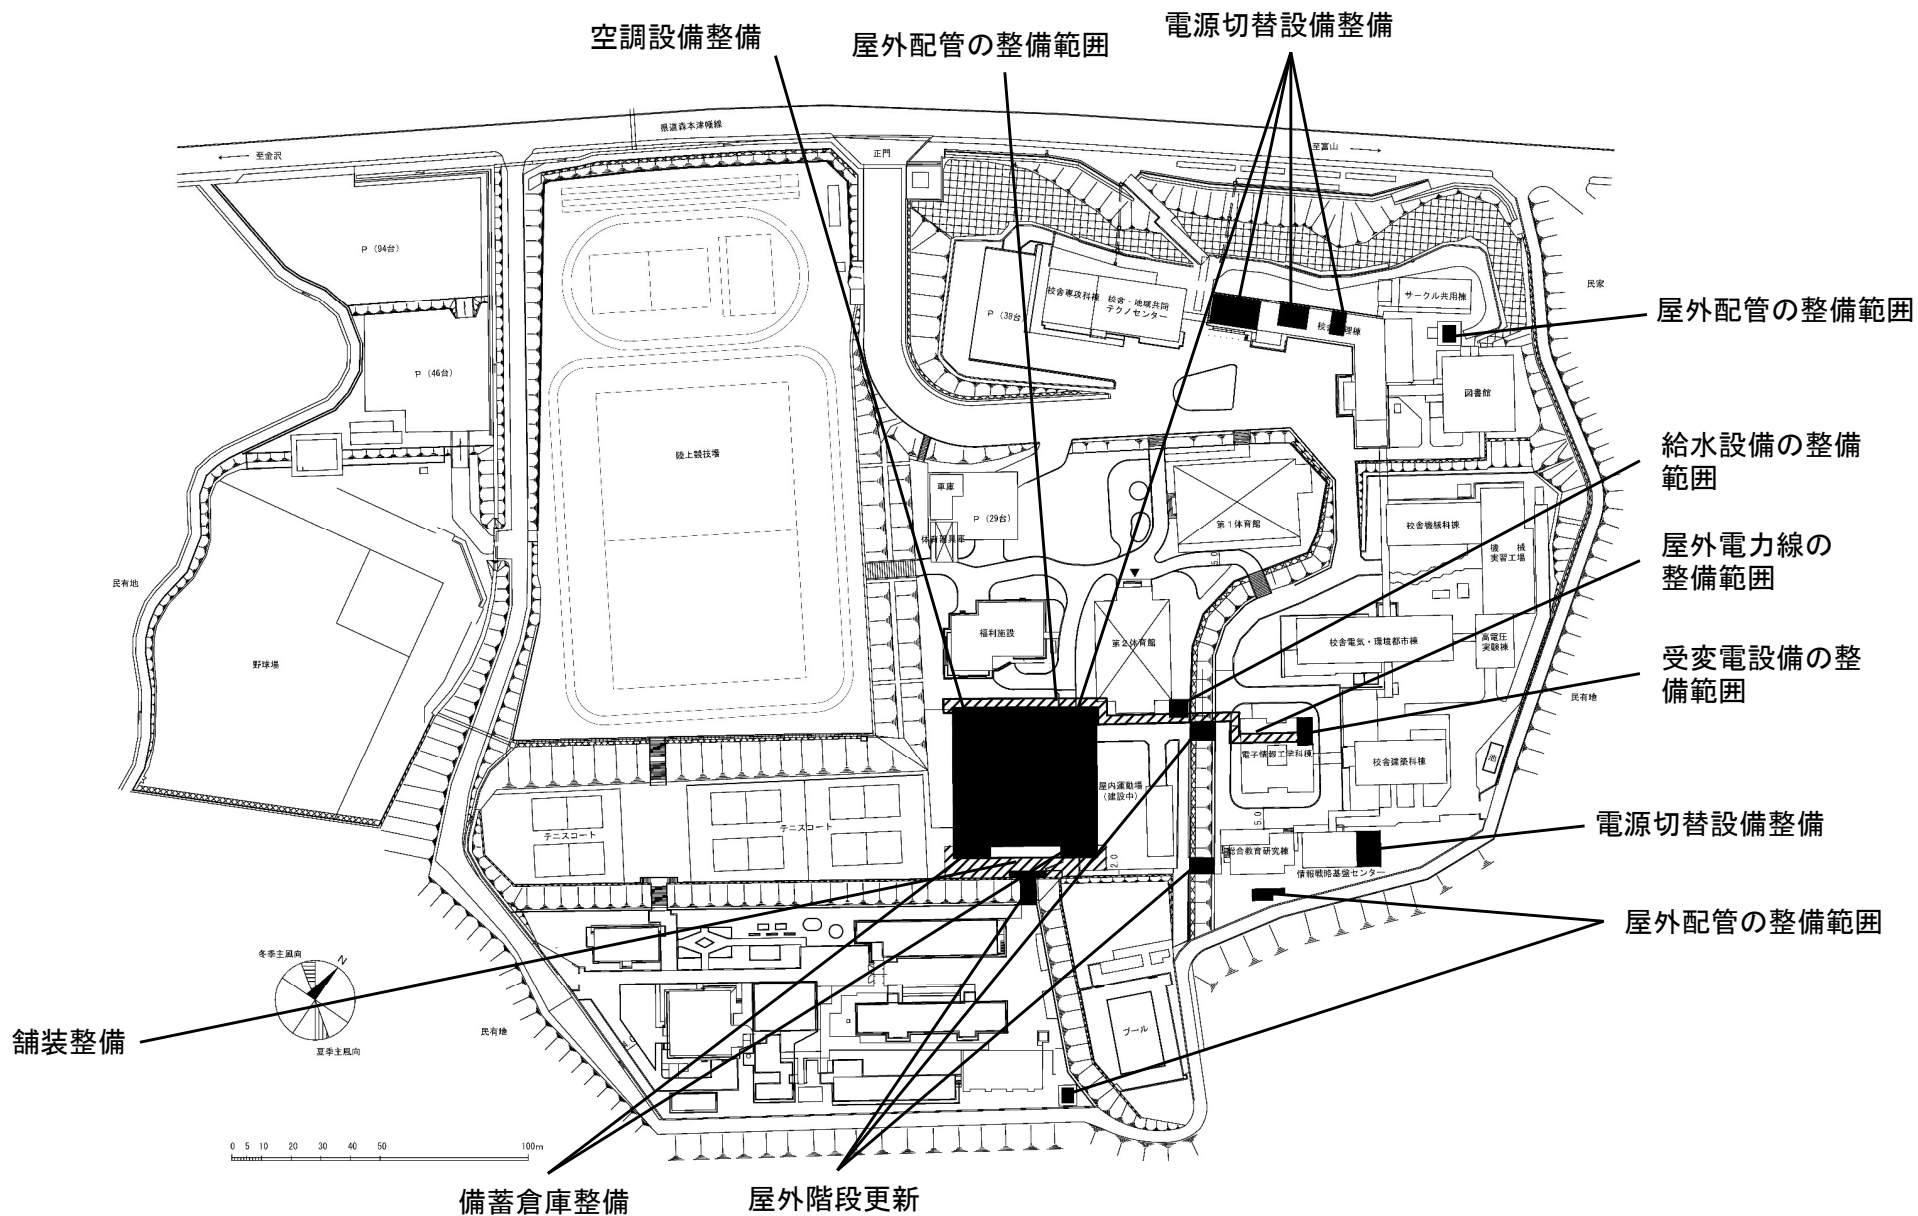 空調設備整備
屋外配管の整備範囲
電源切替設備整備
県道森本津幡線
至金沢
正門
至富山
P (94台)
民家
校舎専攻科棟
校舎・地域共同
テクノセンター
サークル共用棟
屋外配管の整備範囲
P (38台
P (46台)
図書館
陸上競技場
給水設備の整備
範囲
車庫
P (29台)
第1体育館
校舎機械科棟
体育器具庫
機 械
実習工場
屋外電力線の
整備範囲
5.0
民有地
福利施設
第2体育館
校舎電気・環境都市棟
高電圧
実験棟
野球場
受変電設備の整
備範囲
民有地
電子情報工学科棟
校舎建築科棟
池
屋内運動場
(建設中)
テニスコート
テニスコート
5.0
電源切替設備整備
総合教育研究棟
2.0
情報戦略基盤センター
屋外配管の整備範囲
冬季主風向
N
民有地
プール
舗装整備
夏季主風向
0 5 10 20 30 40 50 100m
備蓄倉庫整備
屋外階段更新